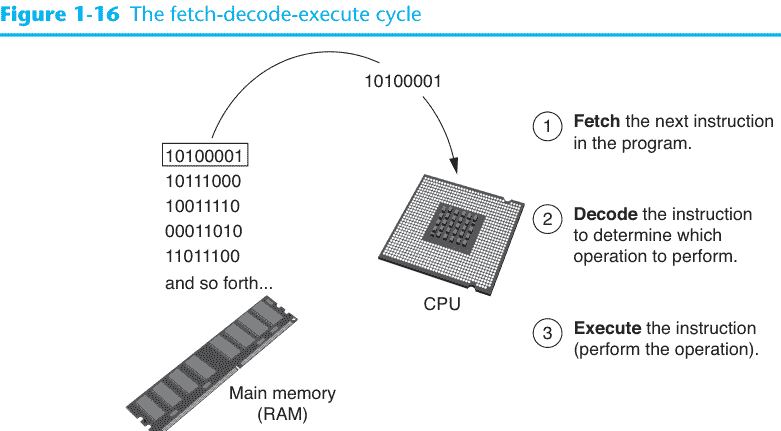 Figure 1-16 The fetch-decode-execute cycle
10100001
10100001
10111000
10011110
00011010
11011100
and so forth...
Main memory
(RAM)
CPU
1 Fetch the next instruction
in the program.
2 Decode the instruction
to determine which
operation to perform.
3 Execute the instruction
(perform the operation).